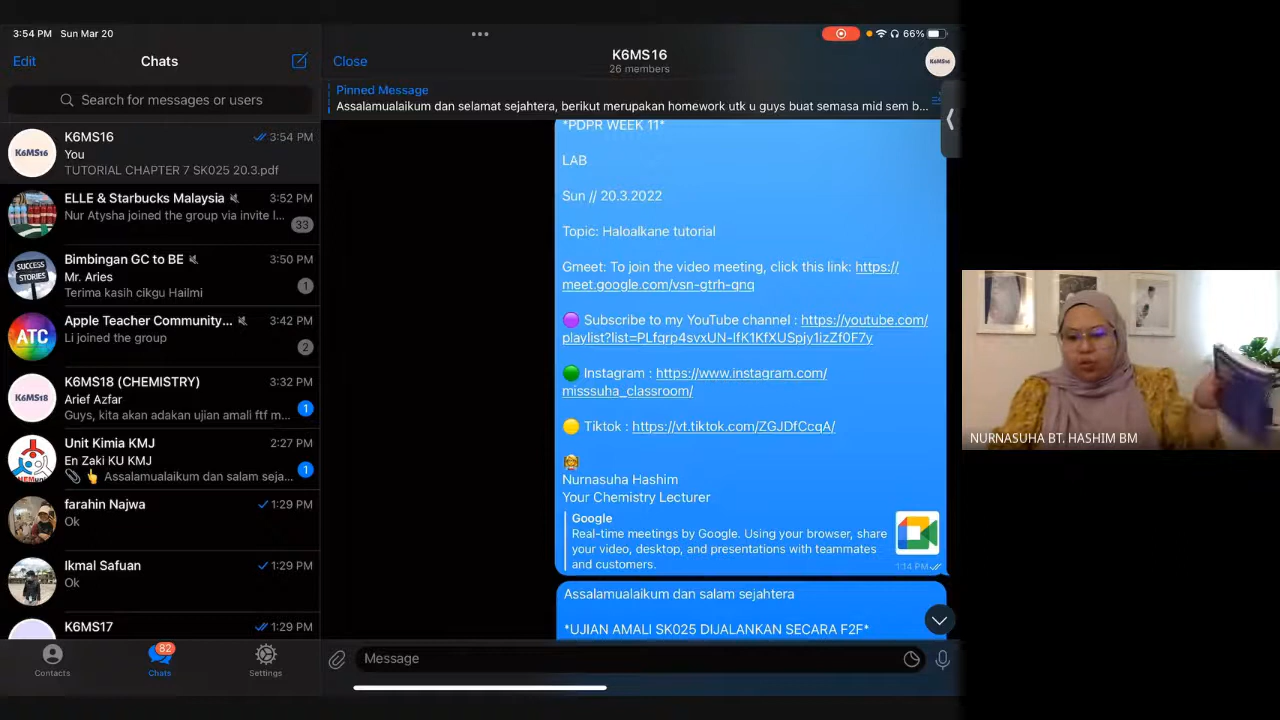 3:54 PM Sun Mar 20
66%
Edit
Chats
Search for messages or users
K6MS16
K6MS16
3:54 PM
You
TUTORIAL CHAPTER 7 SK025 20.3.pdf
ELLE & Starbucks Malaysia
3:52 PM
Nur Atysha joined the group via invite l...
33
SUCCESS
STORIES
Bimbingan GC to BE
3:50 PM
Mr. Aries
Terima kasih cikgu Hailmi
1
ATC
Apple Teacher Community...
3:42 PM
Li joined the group
2
K6MS18
K6MS18 (CHEMISTRY)
3:32 PM
Arief Azfar
Guys, kita akan adakan ujian amali ftf m...
1
Unit Kimia KMJ
2:27 PM
En Zaki KU KMJ
👆 Assalamualaikum dan salam seja...
1
farahin Najwa
1:29 PM
Ok
Ikmal Safuan
1:29 PM
Ok
K6MS17
1:29 PM
Contacts
82
Chats
Settings
Close
K6MS16
26 members
K6MS16
Pinned Message
Assalamualaikum dan selamat sejahtera, berikut merupakan homework utk u guys buat semasa mid sem b...
*PDPR WEEK 11*
LAB
Sun // 20.3.2022
Topic: Haloalkane tutorial
Gmeet: To join the video meeting, click this link: https://
meet.google.com/vsn-gtrh-qnq
🟣 Subscribe to my YouTube channel : https://youtube.com/
playlist?list=PLfqrp4svxUN-IfK1KfXUSpjy1izZf0F7y
🟢 Instagram : https://www.instagram.com/
misssuha_classroom/
🟡 Tiktok : https://vt.tiktok.com/ZGJDfCcqA/
Nurnasuha Hashim
Your Chemistry Lecturer
Google
Real-time meetings by Google. Using your browser, share
your video, desktop, and presentations with teammates
and customers.
1:14 PM
Assalamualaikum dan salam sejahtera
*UJIAN AMALI SK025 DIJALANKAN SECARA F2F*
Message
NURNASUHA BT. HASHIM BM